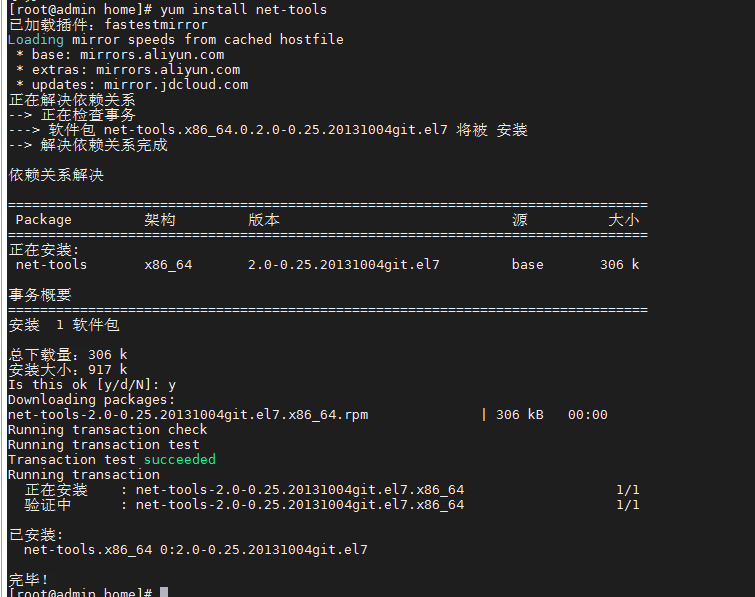 [root@admin home]# yum install net-tools
已加载插件：fastestmirror
Loading mirror speeds from cached hostfile
 * base: mirrors.aliyun.com
 * extras: mirrors.aliyun.com
 * updates: mirror.jdcloud.com
正在解决依赖关系
--> 正在检查事务
---> 软件包 net-tools.x86_64.0.2.0-0.25.20131004git.el7 将被 安装
--> 解决依赖关系完成
依赖关系解决
================================================================================
 Package         架构         版本                             源          大小
================================================================================
正在安装:
 net-tools       x86_64       2.0-0.25.20131004git.el7         base       306 k
事务概要
================================================================================
安装  1 软件包
总下载量：306 k
安装大小：917 k
Is this ok [y/d/N]: y
Downloading packages:
net-tools-2.0-0.25.20131004git.el7.x86_64.rpm              | 306 kB   00:00
Running transaction check
Running transaction test
Transaction test succeeded
Running transaction
  正在安装    : net-tools-2.0-0.25.20131004git.el7.x86_64                   1/1
  验证中      : net-tools-2.0-0.25.20131004git.el7.x86_64                   1/1
已安装:
  net-tools.x86_64 0:2.0-0.25.20131004git.el7
完毕！
[root@admin home]#